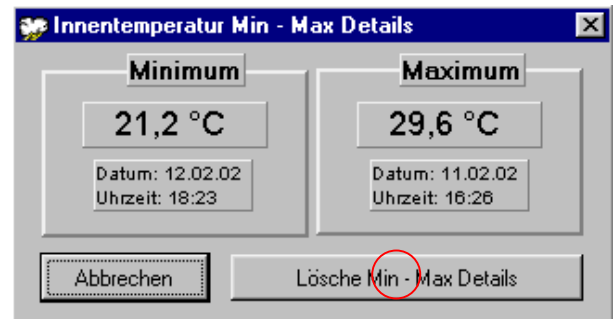 Innentemperatur Min - Max Details
Minimum
21,2 °C
Datum: 12.02.02
Uhrzeit: 18:23
Maximum
29,6 °C
Datum: 11.02.02
Uhrzeit: 16:26
Abbrechen
Lösche Min - Max Details